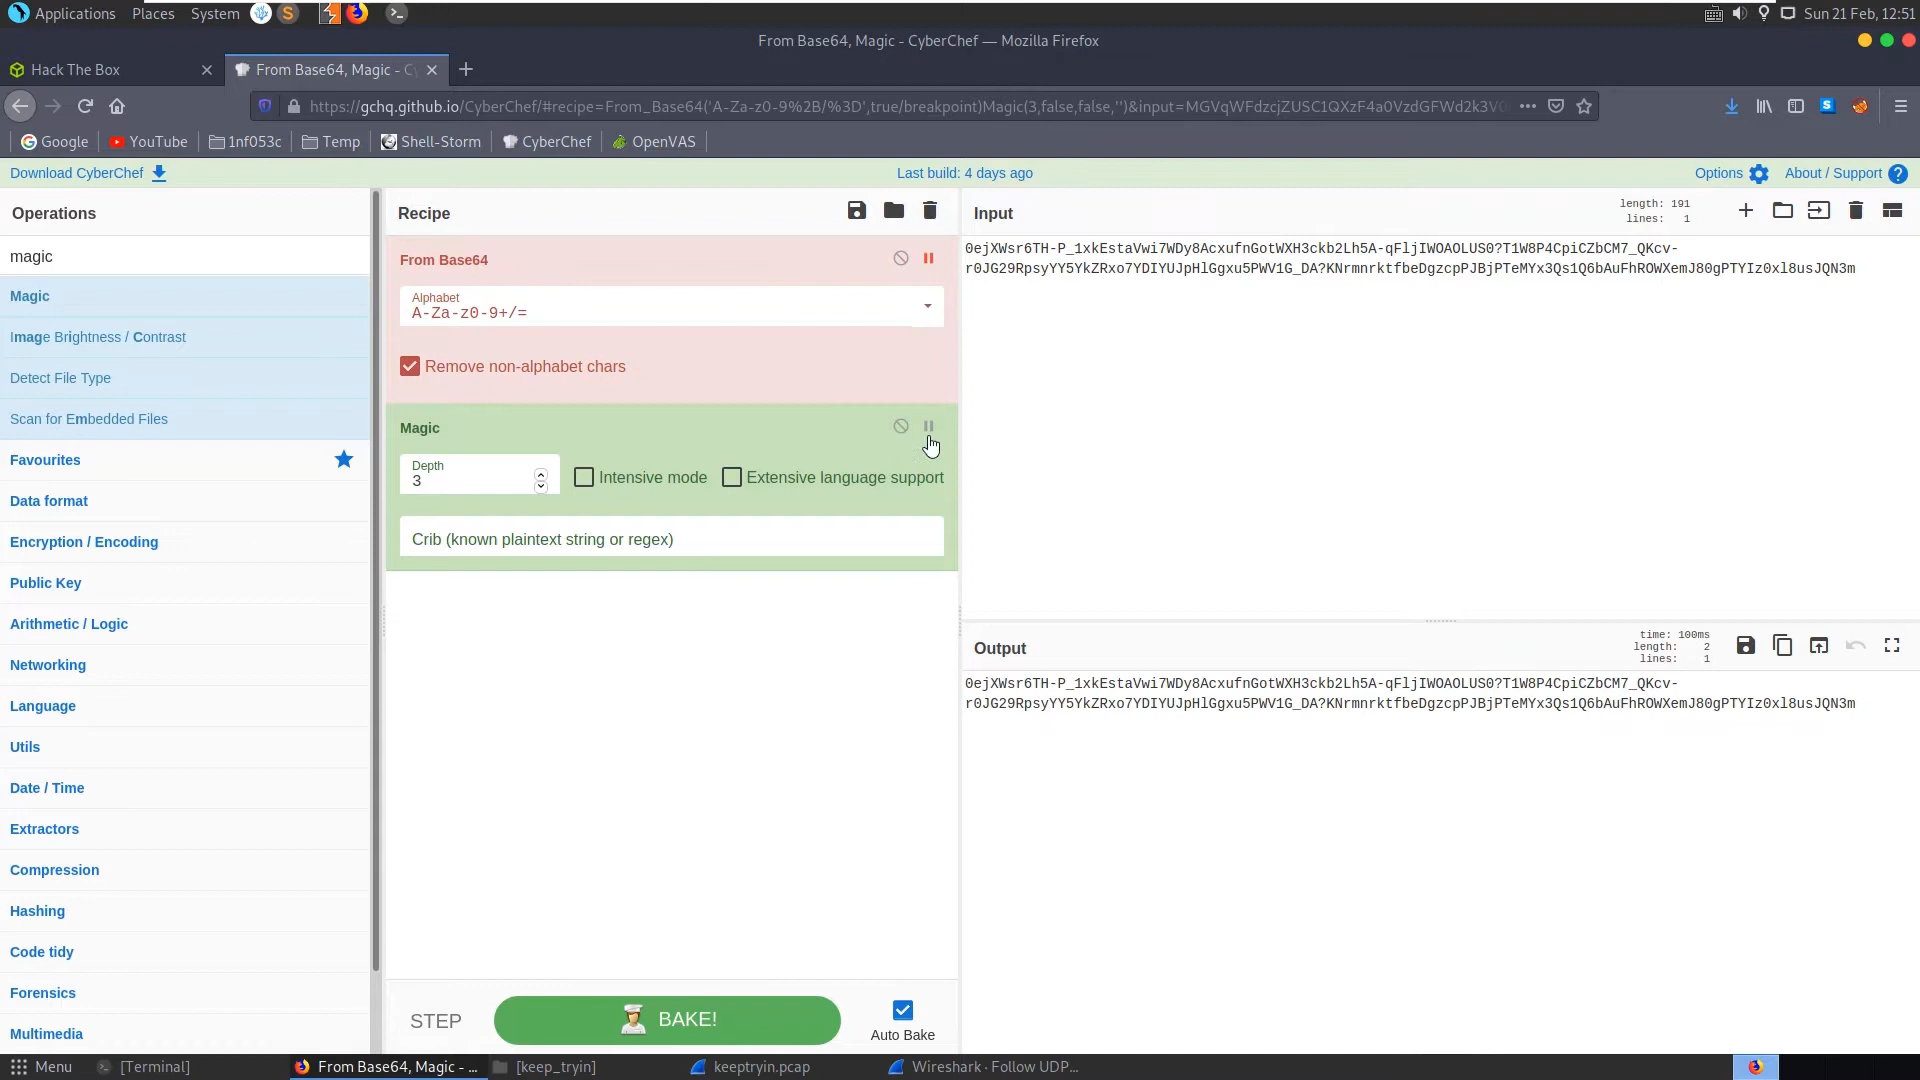 Applications Places System Sun 21 Feb, 12:51
From Base64, Magic - CyberChef — Mozilla Firefox
Hack The Box From Base64, Magic - Cy
https://gchq.github.io/CyberChef/#recipe=From_Base64('A-Za-z0-9%2B/%3D',true/breakpoint)Magic(3,false,false,'')&input=MGVqWFdzcjZUSC1QXzF4a0VzdGFWd2k3V0
Google YouTube 1nf053c Temp Shell-Storm CyberChef OpenVAS
Download CyberChef Last build: 4 days ago Options About / Support
Operations
magic
Magic
Image Brightness / Contrast
Detect File Type
Scan for Embedded Files
Favourites
Data format
Encryption / Encoding
Public Key
Arithmetic / Logic
Networking
Language
Utils
Date / Time
Extractors
Compression
Hashing
Code tidy
Forensics
Multimedia
Recipe
From Base64
Alphabet
A-Za-z0-9+/=
Remove non-alphabet chars
Magic
Depth
3
Intensive mode Extensive language support
Crib (known plaintext string or regex)
STEP BAKE! Auto Bake
Input
length: 191
lines: 1
0ejXWsr6TH-P_1xkEstaVwi7WDy8AcxufnGotWXH3ckb2Lh5A-qFljIWOAOLUS0?T1W8P4CpiCZbCM7_QKcv-
r0JG29RpsyYY5YkZRxo7YDIYUJpHlGgxu5PWV1G_DA?KNrmnrktfbeDgzcpPJBjPTeMYx3Qs1Q6bAuFhROWXemJ80gPTYIz0xl8usJQN3m
Output
time: 100ms
length: 2
lines: 1
0ejXWsr6TH-P_1xkEstaVwi7WDy8AcxufnGotWXH3ckb2Lh5A-qFljIWOAOLUS0?T1W8P4CpiCZbCM7_QKcv-
r0JG29RpsyYY5YkZRxo7YDIYUJpHlGgxu5PWV1G_DA?KNrmnrktfbeDgzcpPJBjPTeMYx3Qs1Q6bAuFhROWXemJ80gPTYIz0xl8usJQN3m
Menu [Terminal] From Base64, Magic - ... [keep_tryin] keeptryin.pcap Wireshark · Follow UDP...